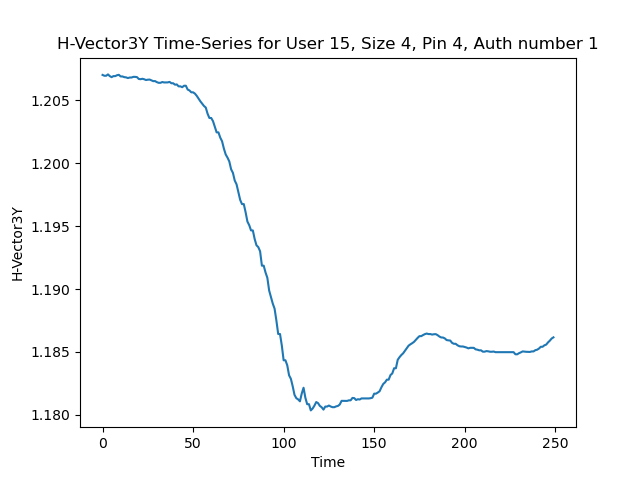 H-Vector3Y Time-Series for User 15, Size 4, Pin 4, Auth number 1
H-Vector3Y
1.205
1.200
1.195
1.190
1.185
1.180
0 50 100 150 200 250
Time